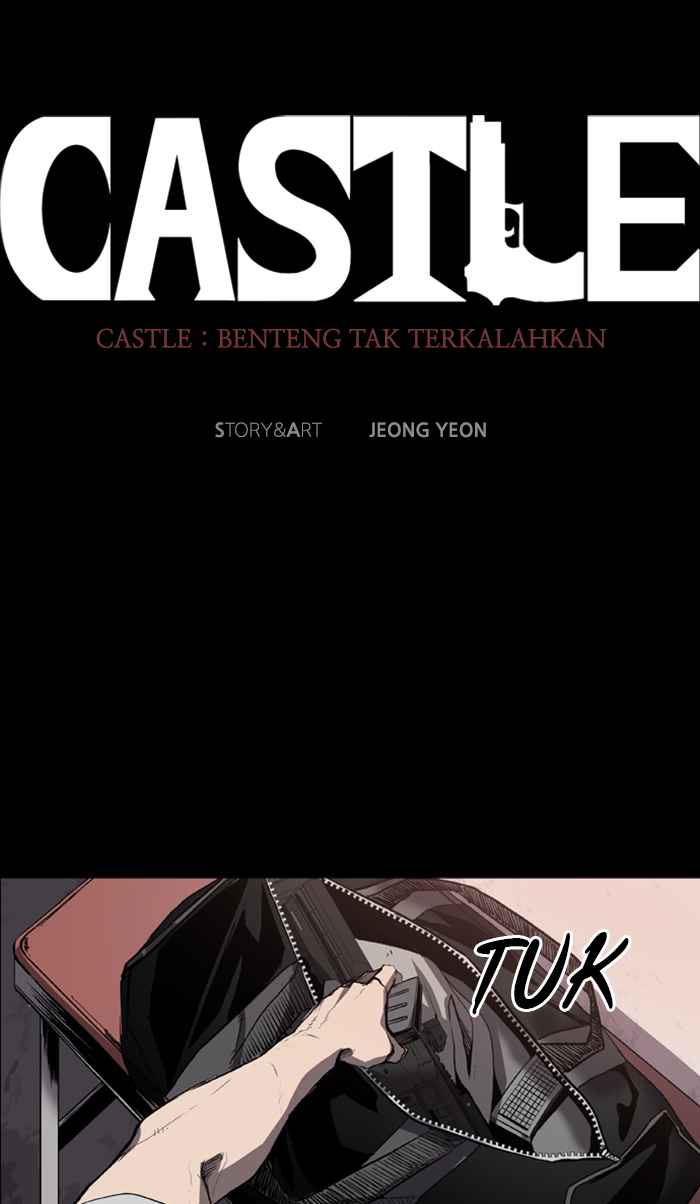 CASTLE
CASTLE : BENTENG TAK TERKALAHKAN
STORY&ART JEONG YEON
TUK